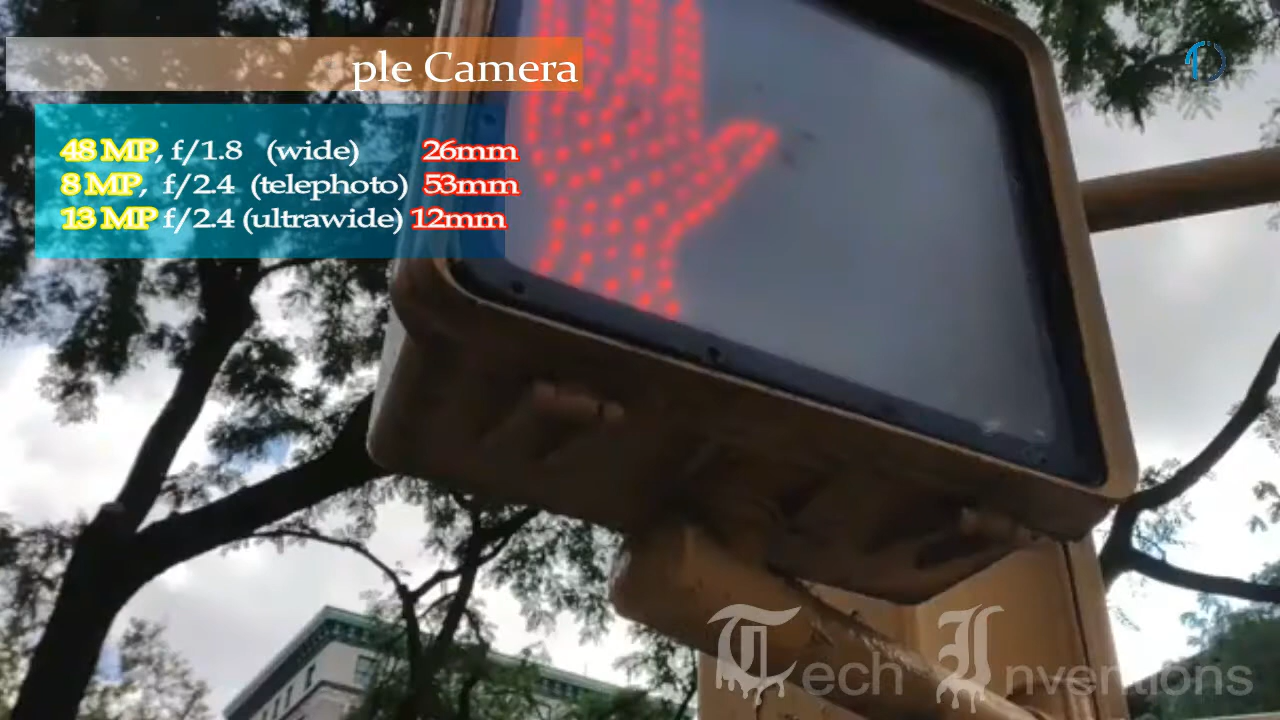 ple Camera
48 MP, f/1.8 (wide) 26mm
8 MP, f/2.4 (telephoto) 53mm
13 MP f/2.4 (ultrawide) 12mm
Tech Inventions